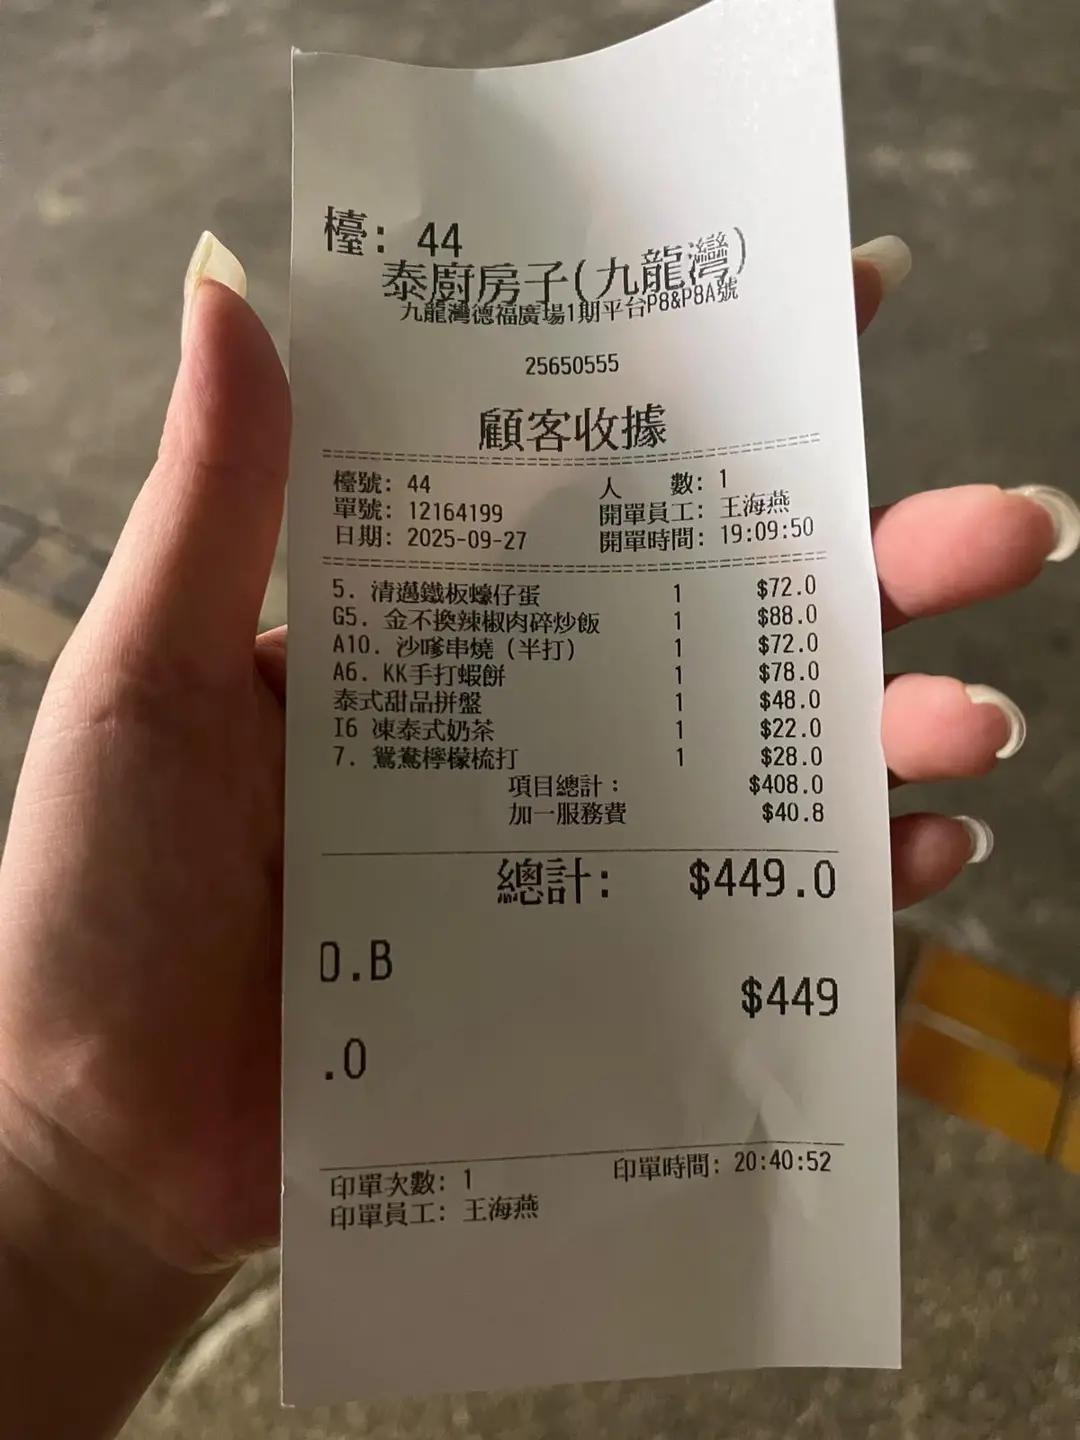 檯: 44
泰廚房子(九龍灣)
九龍灣德福廣場1期平台P8&P8A號
25650555
顧客收據
檯號: 44 人 數: 1
單號: 12164199 開單員工: 王海燕
日期: 2025-09-27 開單時間: 19:09:50
5. 清邁鐵板蠔仔蛋 1 $72.0
G5. 金不換辣椒肉碎炒飯 1 $88.0
A10. 沙嗲串燒 (半打) 1 $72.0
A6. KK手打蝦餅 1 $78.0
泰式甜品拼盤 1 $48.0
I6 凍泰式奶茶 1 $22.0
7. 鴛鴦檸檬梳打 1 $28.0
項目總計: $408.0
加一服務費 $40.8
總計: $449.0
O.B
$449
.0
印單次數: 1 印單時間: 20:40:52
印單員工: 王海燕